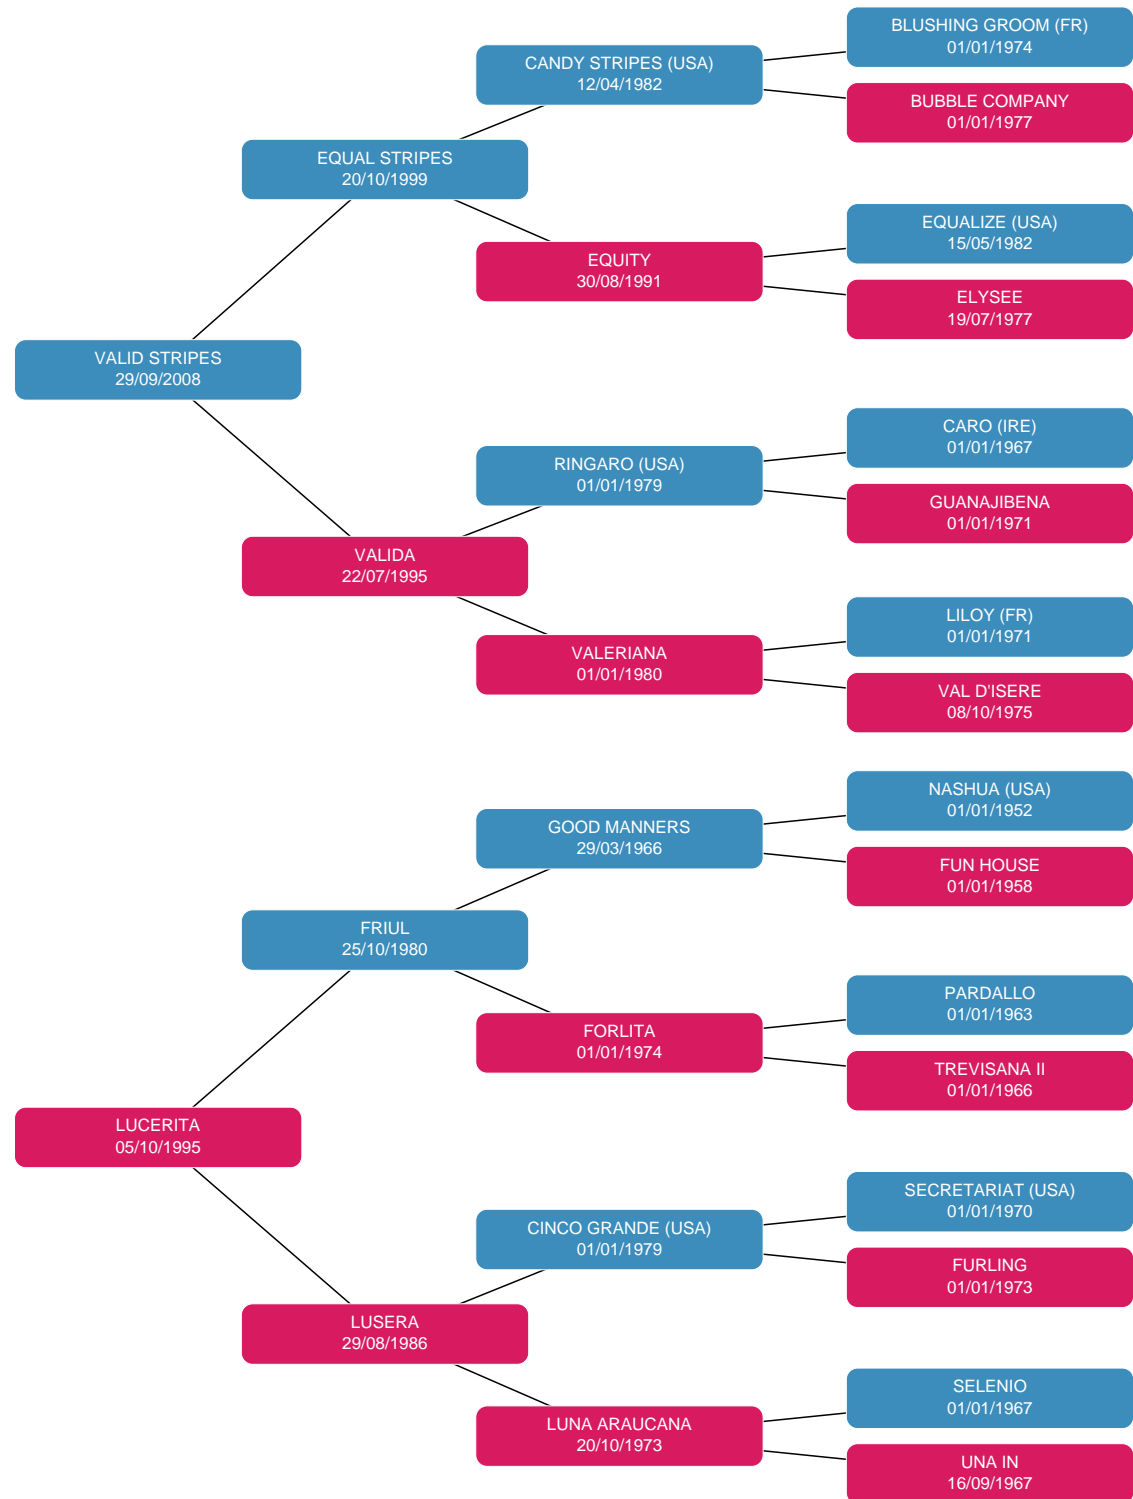 BLUSHING GROOM (FR)
01/01/1974
CANDY STRIPES (USA)
12/04/1982
BUBBLE COMPANY
01/01/1977
EQUAL STRIPES
20/10/1999
EQUALIZE (USA)
15/05/1982
EQUITY
30/08/1991
ELYSEE
19/07/1977
VALID STRIPES
29/09/2008
CARO (IRE)
01/01/1967
RINGARO (USA)
01/01/1979
GUANAJIBENA
01/01/1971
VALIDA
22/07/1995
LILOY (FR)
01/01/1971
VALERIANA
01/01/1980
VAL D'ISERE
08/10/1975
NASHUA (USA)
01/01/1952
GOOD MANNERS
29/03/1966
FUN HOUSE
01/01/1958
FRIUL
25/10/1980
PARDALLO
01/01/1963
FORLITA
01/01/1974
TREVISANA II
01/01/1966
LUCERITA
05/10/1995
SECRETARIAT (USA)
01/01/1970
CINCO GRANDE (USA)
01/01/1979
FURLING
01/01/1973
LUSERA
29/08/1986
SELENIO
01/01/1967
LUNA ARAUCANA
20/10/1973
UNA IN
16/09/1967